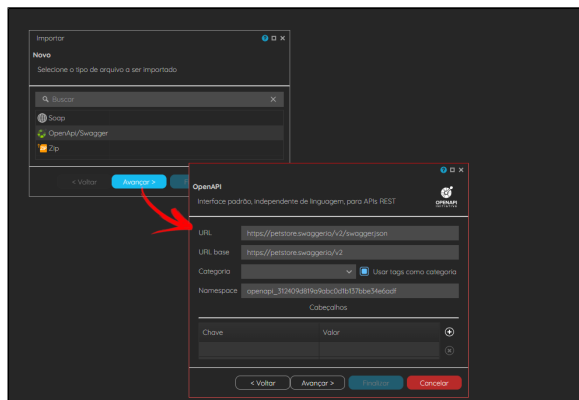 Importar
Novo
Selecione o tipo de arquivo a ser importado
Buscar
Soap
OpenApi/Swagger
Zip
< Voltar Avançar >
OpenAPI
Interface padrão, independente de linguagem, para APIs REST
OPENAPI
INITIATIVE
URL https://petstore.swagger.io/v2/swagger.json
URL base https://petstore.swagger.io/v2
Categoria Usar tags como categoria
Namespace openapi_312409d819a9abc0d1b137bbe34e6adf
Cabeçalhos
Chave Valor
< Voltar Avançar > Finalizar Cancelar